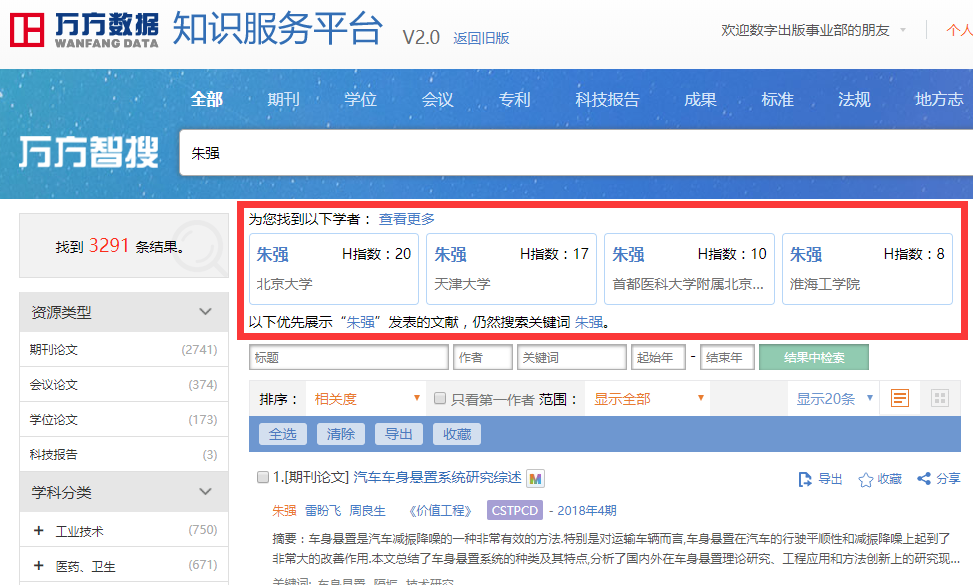 万方数据 知识服务平台 V2.0 返回旧版 欢迎数字出版事业部的朋友 个人
WANFANG DATA
全部 期刊 学位 会议 专利 科技报告 成果 标准 法规 地方志
万方智搜 朱强
找到 3291 条结果。
资源类型
期刊论文 (2741)
会议论文 (374)
学位论文 (173)
科技报告 (3)
学科分类
+ 工业技术 (750)
+ 医药、卫生 (671)
为您找到以下学者： 查看更多
朱强 H指数：20 朱强 H指数：17 朱强 H指数：10 朱强 H指数：8
北京大学 天津大学 首都医科大学附属北京... 淮海工学院
以下优先展示“朱强”发表的文献，仍然搜索关键词 朱强。
标题 作者 关键词 起始年 - 结束年 结果中检索
排序： 相关度 只看第一作者 范围： 显示全部 显示20条
全选 清除 导出 收藏
1.[期刊论文] 汽车车身悬置系统研究综述 M 导出 收藏 分享
朱强 雷盼飞 周良生 《价值工程》 CSTPCD - 2018年4期
摘要：车身悬置是汽车减振降噪的一种非常有效的方法.特别是对运输车辆而言,车身悬置在汽车的行驶平顺性和减振降噪上起到了
非常大的改善作用.本文总结了车身悬置系统的种类及其特点,分析了国内外在车身悬置理论研究、工程应用和方法创新上的研究现...
关键词: 车身悬置 隔振 技术研究